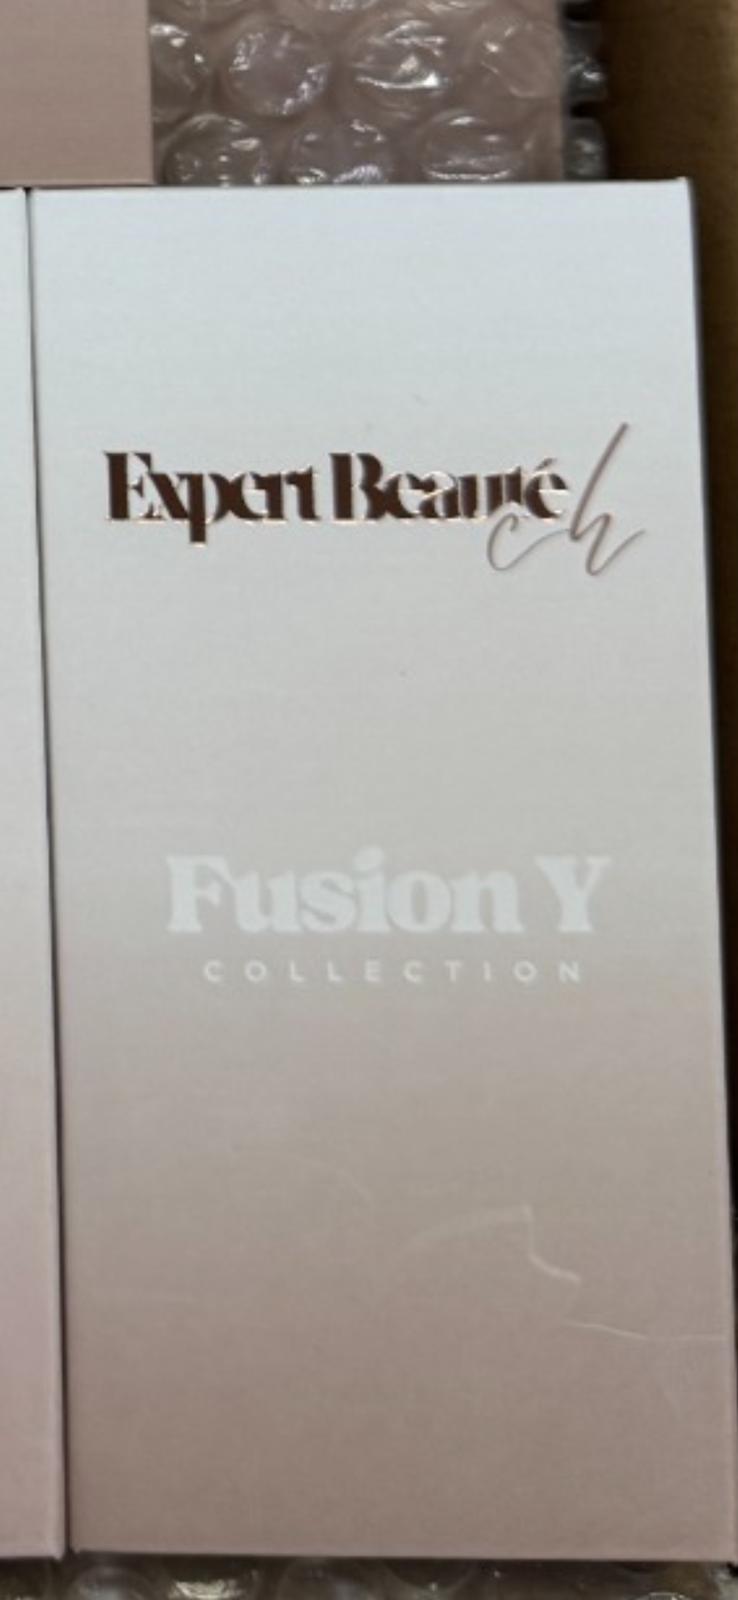 Expert Beauté
ch
Fusion Y
COLLECTION